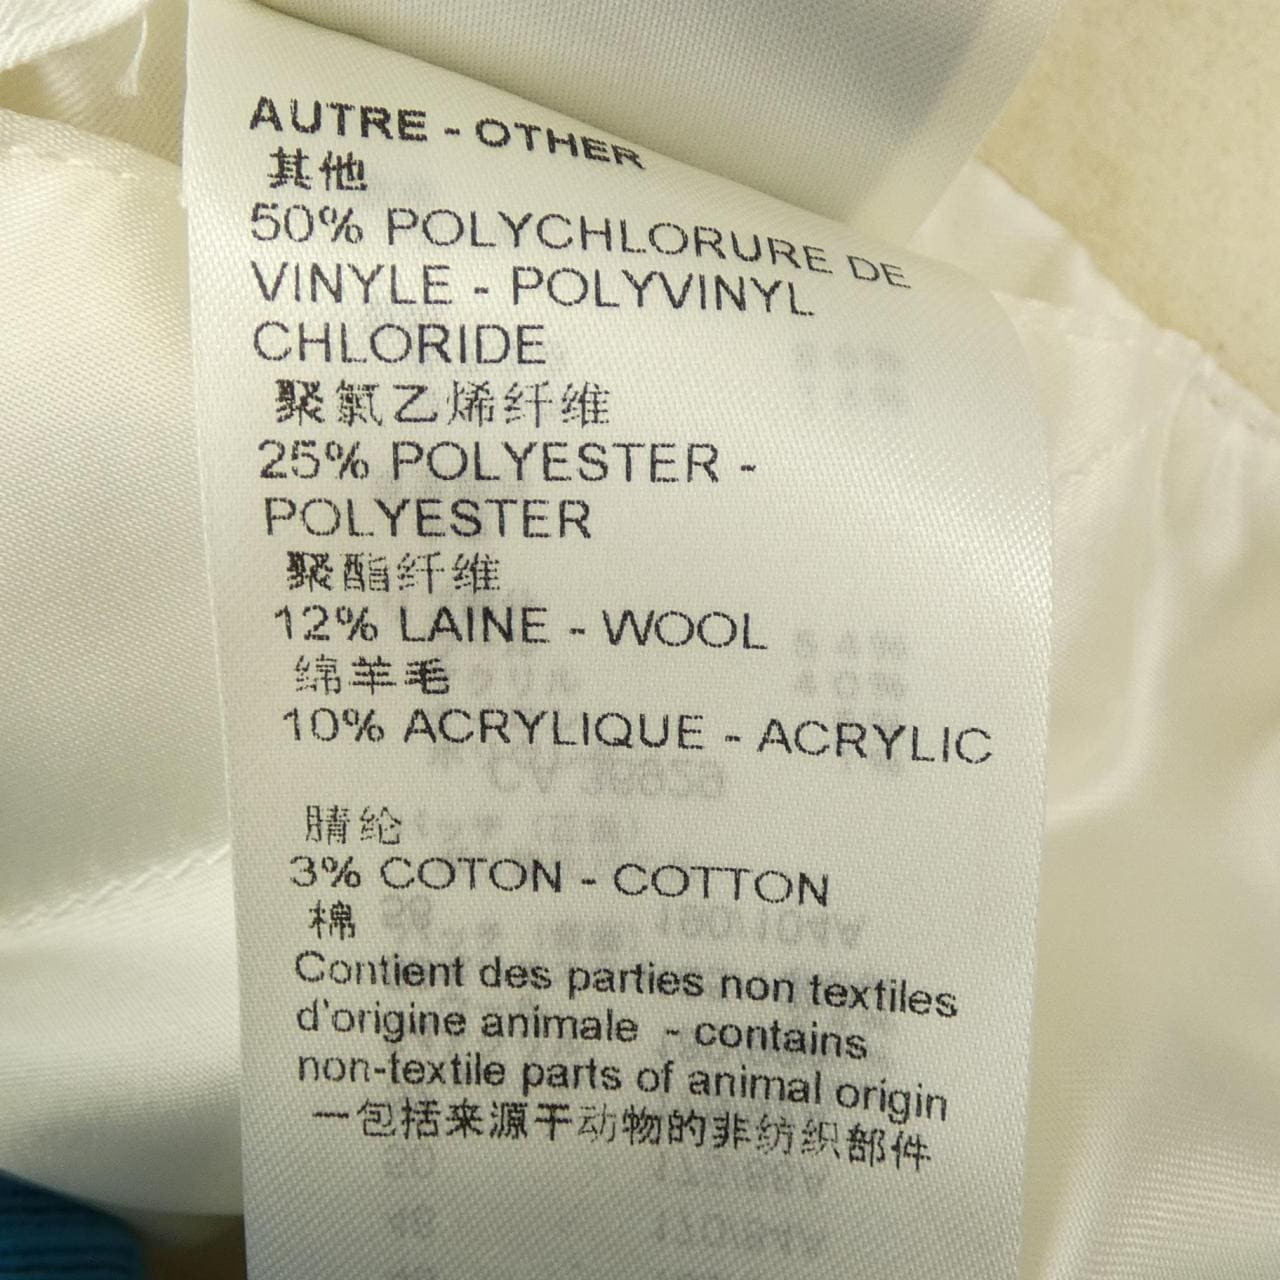 AUTRE - OTHER
其他
50% POLYCHLORURE DE
VINYLE - POLYVINYL
CHLORIDE
聚氯乙烯纤维
25% POLYESTER -
POLYESTER
聚酯纤维
12% LAINE - WOOL
绵羊毛
10% ACRYLIQUE - ACRYLIC
腈纶
3% COTON - COTTON
棉
Contient des parties non textiles
d'origine animale - contains
non-textile parts of animal origin
一包括来源干动物的非纺织部件